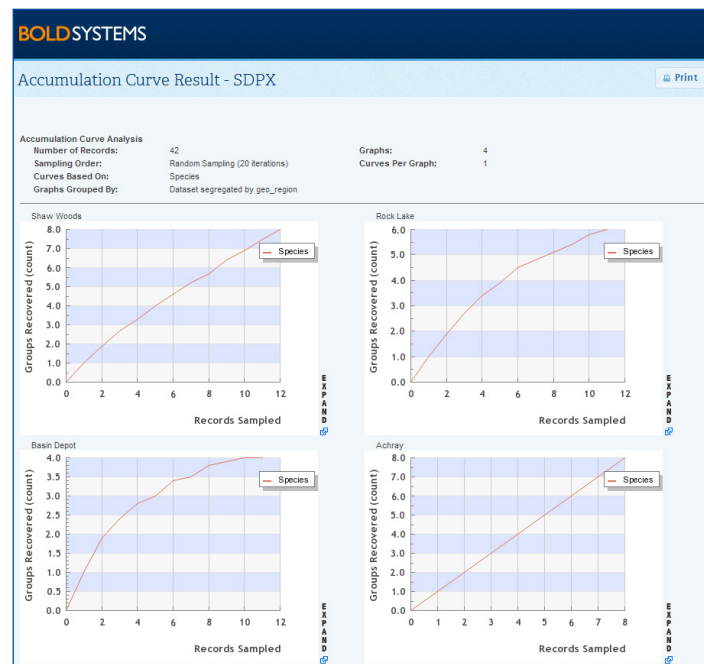 BOLDSYSTEMS
Accumulation Curve Result - SDPX
Print
Accumulation Curve Analysis
Number of Records: 42 Graphs: 4
Sampling Order: Random Sampling (20 iterations) Curves Per Graph: 1
Curves Based On: Species
Graphs Grouped By: Dataset segregated by geo_region
Shaw Woods
Groups Recovered (count)
8.0
7.0
6.0
5.0
4.0
3.0
2.0
1.0
0.0
0 2 4 6 8 10 12
Records Sampled
Species
EXPAND
Rock Lake
Groups Recovered (count)
6.0
5.0
4.0
3.0
2.0
1.0
0.0
0 2 4 6 8 10 12
Records Sampled
Species
EXPAND
Basin Depot
Groups Recovered (count)
4.0
3.5
3.0
2.5
2.0
1.5
1.0
0.5
0.0
0 2 4 6 8 10 12
Records Sampled
Species
EXPAND
Achray
Groups Recovered (count)
8.0
7.0
6.0
5.0
4.0
3.0
2.0
1.0
0.0
0 1 2 3 4 5 6 7 8
Records Sampled
Species
EXPAND